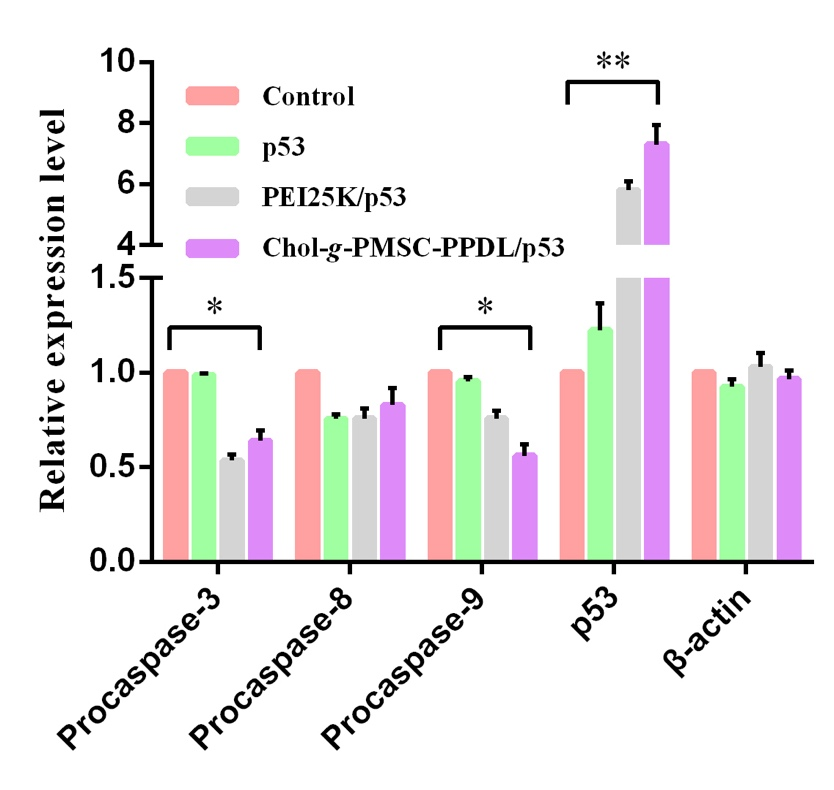 Relative expression level
10
8
6
4
1.5
1.0
0.5
0.0
Control
p53
PEI25K/p53
Chol-g-PMSC-PPDL/p53
*
*
**
Procaspase-3
Procaspase-8
Procaspase-9
p53
β-actin